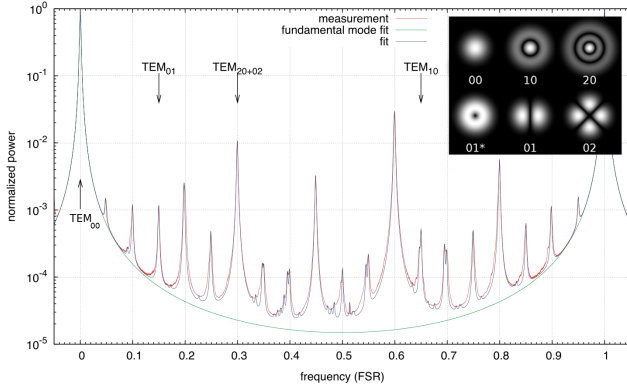 10⁰
10⁻¹
10⁻²
10⁻³
10⁻⁴
10⁻⁵
normalized power
measurement
fundamental mode fit
fit
TEM₀₁
TEM₂₀₊₀₂
TEM₁₀
TEM₀₀
00 10 20
01* 01 02
0 0.1 0.2 0.3 0.4 0.5 0.6 0.7 0.8 0.9 1
frequency (FSR)